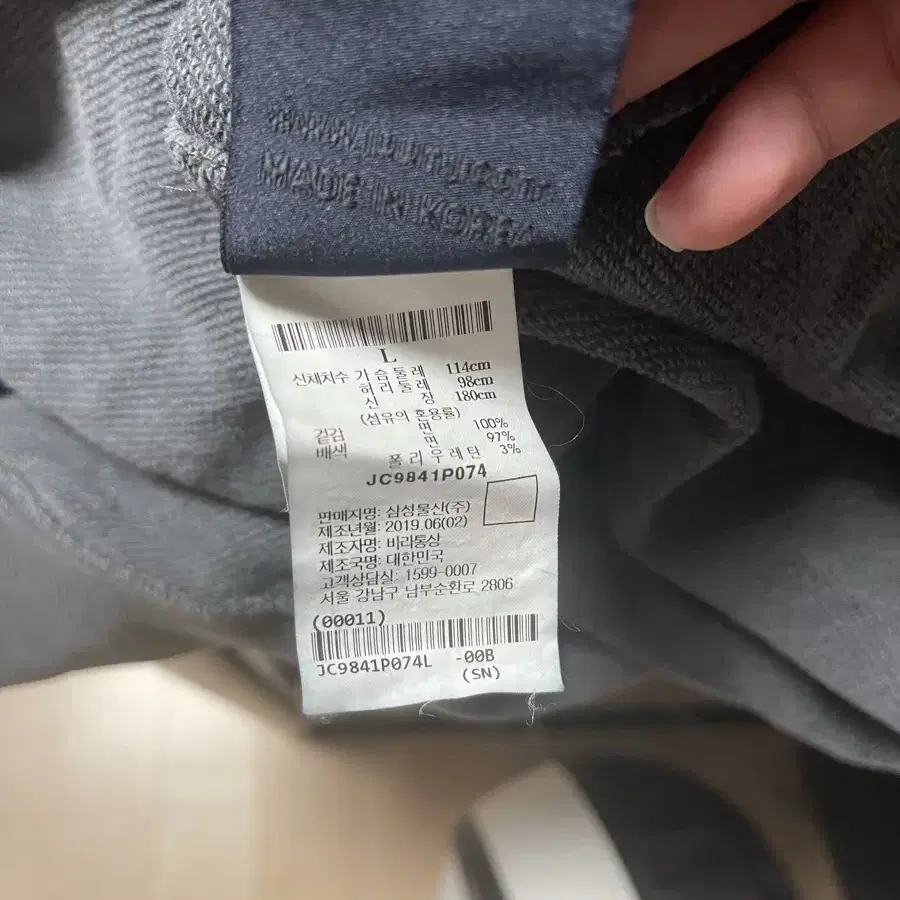 MADE IN KOREA
L
신체치수 가슴둘레 114cm
허리둘레 98cm
신 장 180cm
(섬유의 혼용률)
겉감 면 100%
배색 면 97%
폴리우레탄 3%
JC9841P074
판매자명: 삼성물산(주)
제조년월: 2019.06(02)
제조자명: 비라통상
제조국명: 대한민국
고객상담실: 1599-0007
서울 강남구 남부순환로 2806
(00011)
JC9841P074L -00B
(SN)